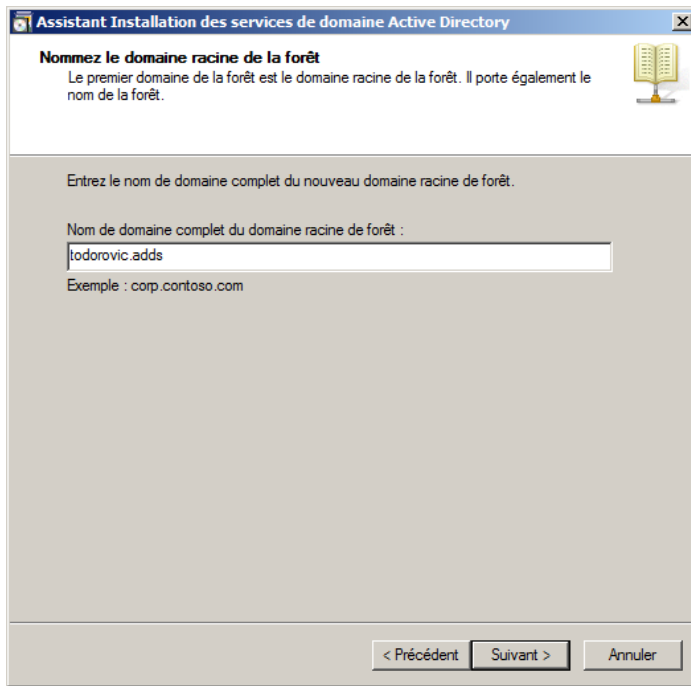 Assistant Installation des services de domaine Active Directory
Nommez le domaine racine de la forêt
Le premier domaine de la forêt est le domaine racine de la forêt. Il porte également le
nom de la forêt.
Entrez le nom de domaine complet du nouveau domaine racine de forêt.
Nom de domaine complet du domaine racine de forêt :
todorovic.adds
Exemple : corp.contoso.com
< Précédent Suivant > Annuler